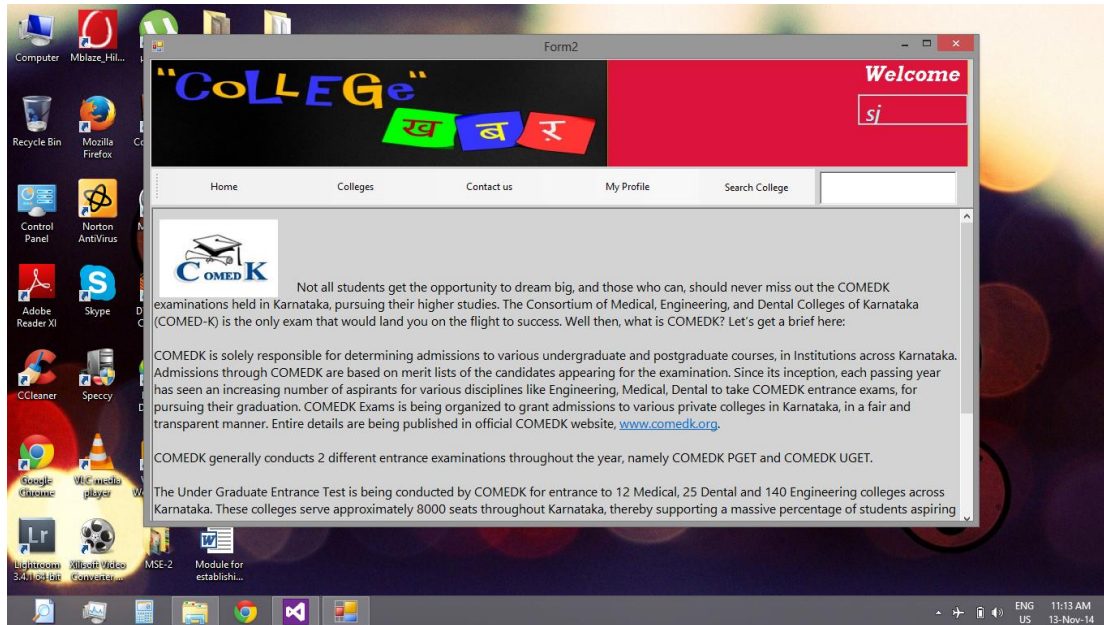 Form2
"CoLLEGe"
ख ब र
Welcome
sj
Home Colleges Contact us My Profile Search College
COMEDK
Not all students get the opportunity to dream big, and those who can, should never miss out the COMEDK
examinations held in Karnataka, pursuing their higher studies. The Consortium of Medical, Engineering, and Dental Colleges of Karnataka
(COMED-K) is the only exam that would land you on the flight to success. Well then, what is COMEDK? Let's get a brief here:
COMEDK is solely responsible for determining admissions to various undergraduate and postgraduate courses, in Institutions across Karnataka.
Admissions through COMEDK are based on merit lists of the candidates appearing for the examination. Since its inception, each passing year
has seen an increasing number of aspirants for various disciplines like Engineering, Medical, Dental to take COMEDK entrance exams, for
pursuing their graduation. COMEDK Exams is being organized to grant admissions to various private colleges in Karnataka, in a fair and
transparent manner. Entire details are being published in official COMEDK website, www.comedk.org.
COMEDK generally conducts 2 different entrance examinations throughout the year, namely COMEDK PGET and COMEDK UGET.
The Under Graduate Entrance Test is being conducted by COMEDK for entrance to 12 Medical, 25 Dental and 140 Engineering colleges across
Karnataka. These colleges serve approximately 8000 seats throughout Karnataka, thereby supporting a massive percentage of students aspiring
Computer Mblaze_Hil...
Recycle Bin Mozilla
Firefox
Control Norton
Panel AntiVirus
Adobe Skype
Reader XI
CCleaner Speccy
Google VLC media
Chrome player
Lightroom Xilisoft Video MSE-2 Module for
3.4.1 64-bit Converter ... establishi...
ENG 11:13 AM
US 13-Nov-14